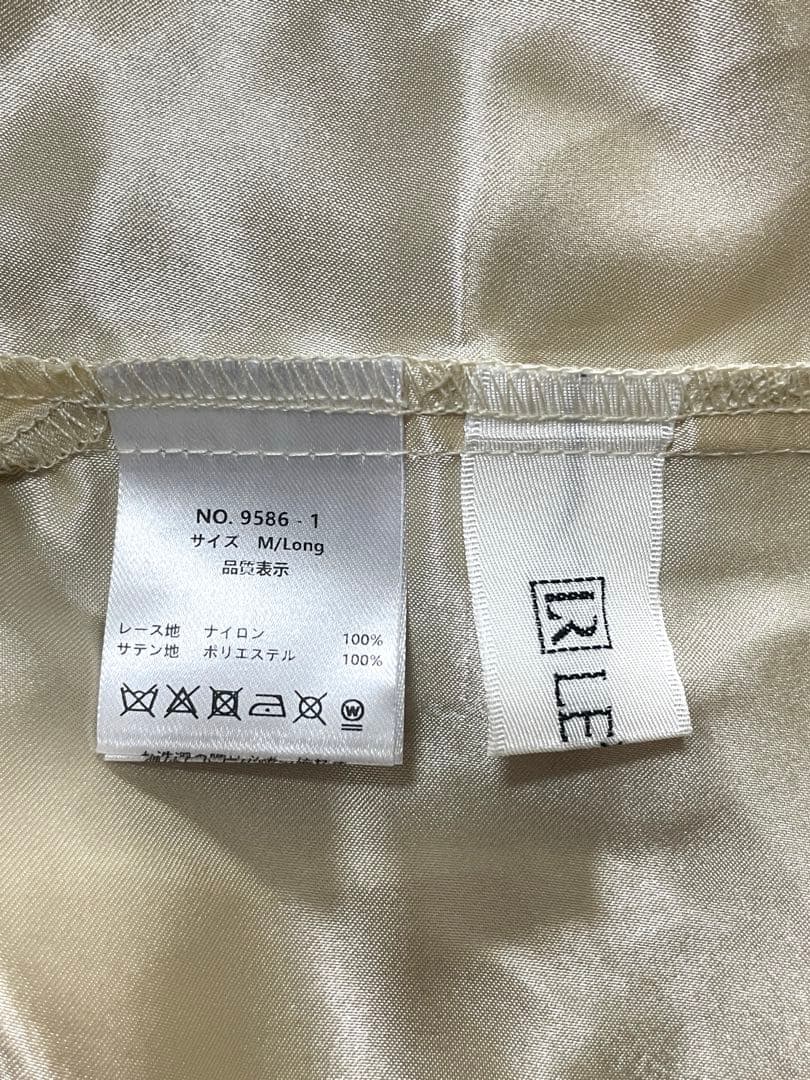 NO. 9586 - 1
サイズ M/Long
品質表示
レース地 ナイロン 100%
サテン地 ポリエステル 100%
W
LR LE